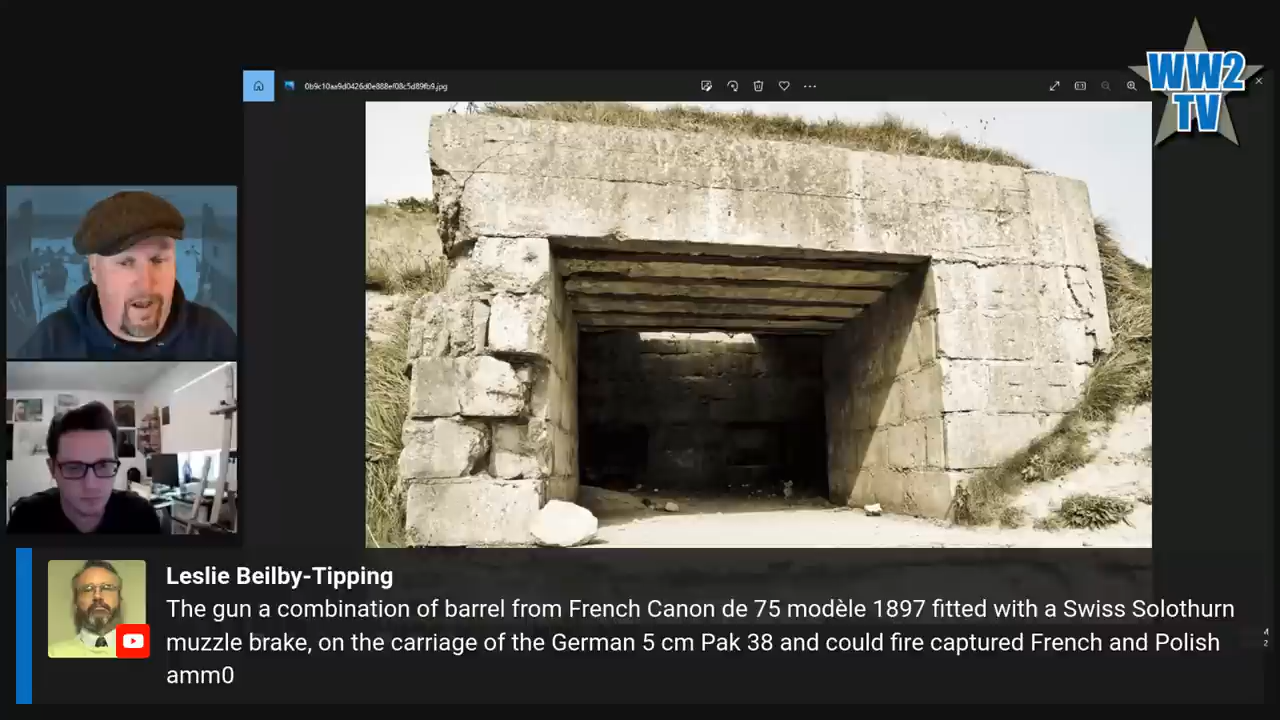 0b9c10aa9d0426d0e888ef08c5d89fb9.jpg
WW2
TV
Leslie Beilby-Tipping
The gun a combination of barrel from French Canon de 75 modèle 1897 fitted with a Swiss Solothurn
muzzle brake, on the carriage of the German 5 cm Pak 38 and could fire captured French and Polish
amm0